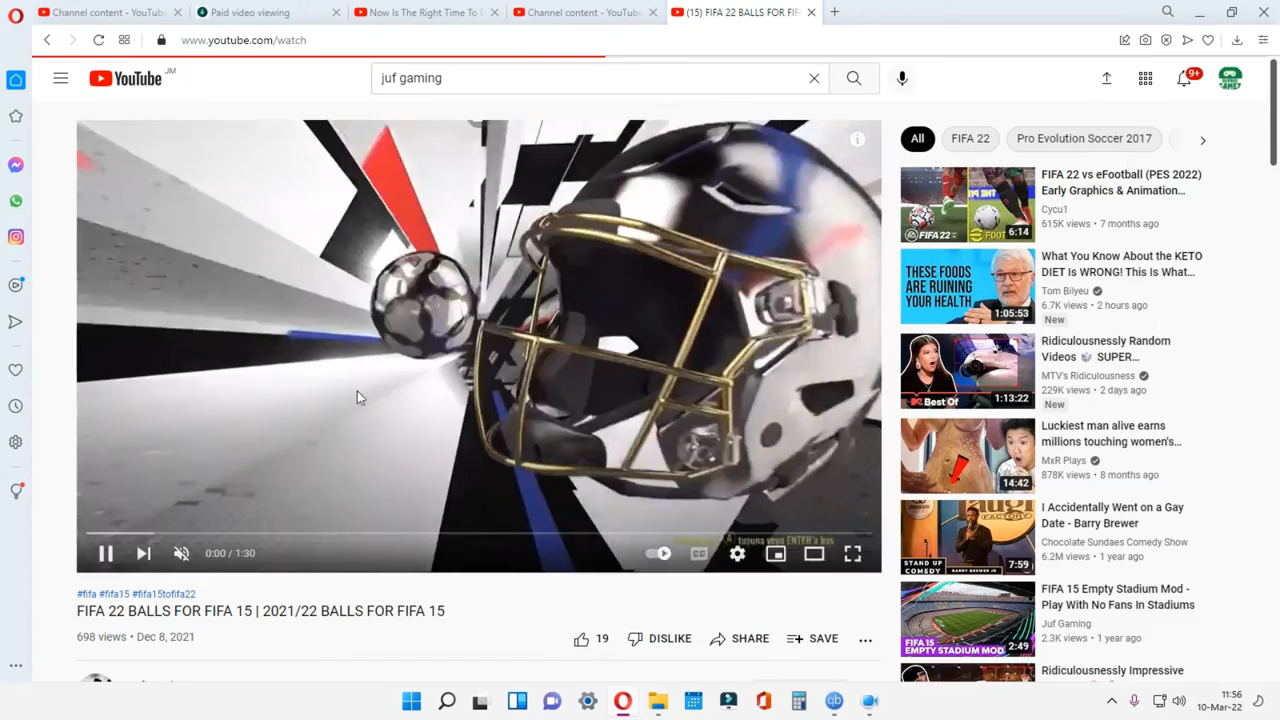 Channel content - YouTube
Paid video viewing
Now Is The Right Time To
Channel content - YouTube
(15) FIFA 22 BALLS FOR FIF
www.youtube.com/watch
YouTube JM
juf gaming
9+
All
FIFA 22
Pro Evolution Soccer 2017
FIFA 22 vs eFootball (PES 2022)
Early Graphics & Animation...
Cycu1
615K views • 7 months ago
FIFA 22
6:14
What You Know About the KETO
DIET Is WRONG! This Is What...
Tom Bilyeu
6.7K views • 2 hours ago
New
THESE FOODS
ARE RUINING
YOUR HEALTH
1:05:53
Ridiculously Random
Videos SUPER...
MTV's Ridiculousness
229K views • 2 days ago
New
Best Of
1:13:22
Luckiest man alive earns
millions touching women's...
MxR Plays
878K views • 8 months ago
14:42
I Accidentally Went on a Gay
Date - Barry Brewer
Chocolate Sundaes Comedy Show
6.2M views • 1 year ago
STAND UP
COMEDY
7:59
FIFA 15 Empty Stadium Mod -
Play With No Fans In Stadiums
Juf Gaming
2.3K views • 1 year ago
FIFA 15
EMPTY STADIUM MOD
2:49
Ridiculousnessly Impressive
0:00 / 1:30
CC
#fifa #fifa15 #fifa15tofifa22
FIFA 22 BALLS FOR FIFA 15 | 2021/22 BALLS FOR FIFA 15
698 views • Dec 8, 2021
19
DISLIKE
SHARE
SAVE
11:56
10-Mar-22